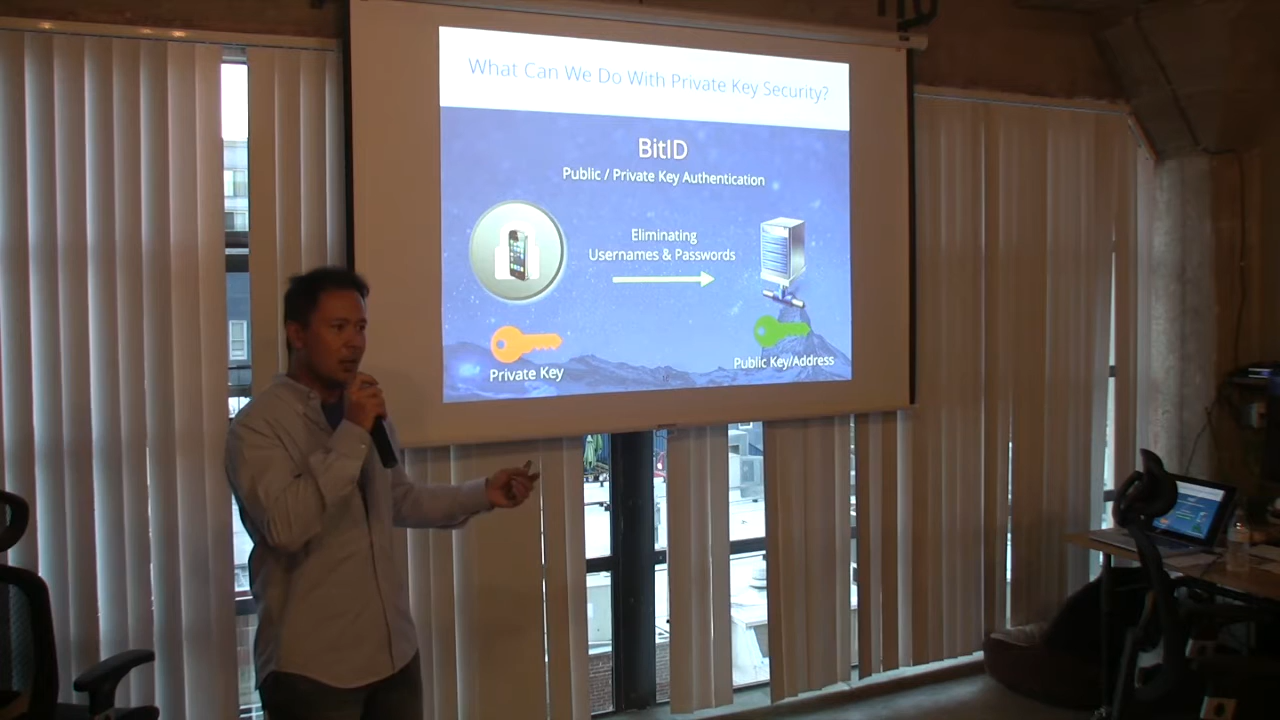 What Can We Do With Private Key Security?
BitID
Public / Private Key Authentication
Eliminating
Usernames & Passwords
Private Key
Public Key/Address